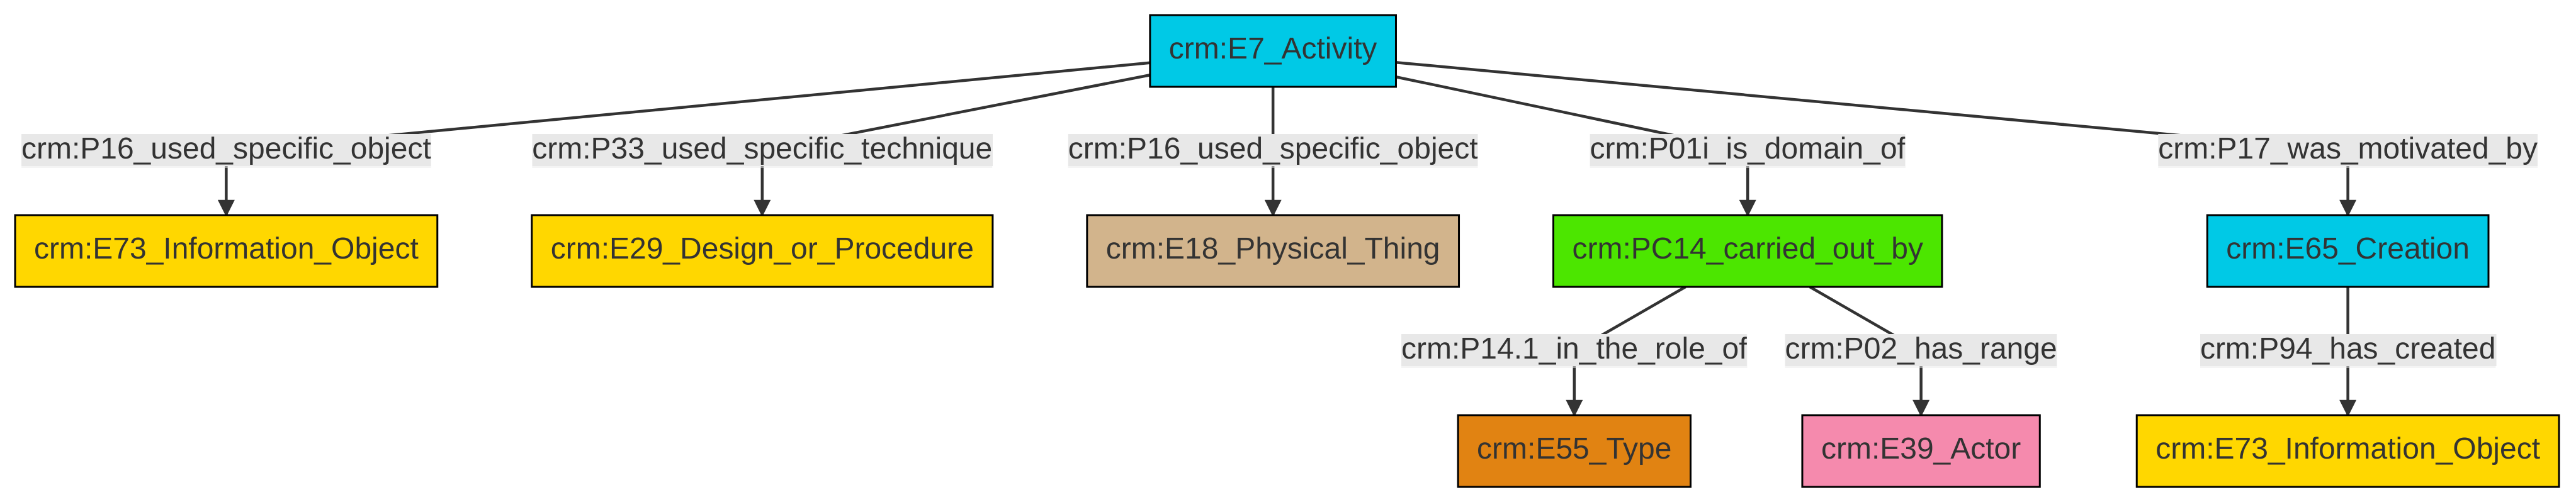 crm:E7_Activity
crm:P16_used_specific_object
crm:P33_used_specific_technique
crm:P16_used_specific_object
crm:P01i_is_domain_of
crm:P17_was_motivated_by
crm:E73_Information_Object
crm:E29_Design_or_Procedure
crm:E18_Physical_Thing
crm:PC14_carried_out_by
crm:E65_Creation
crm:P14.1_in_the_role_of
crm:P02_has_range
crm:P94_has_created
crm:E55_Type
crm:E39_Actor
crm:E73_Information_Object